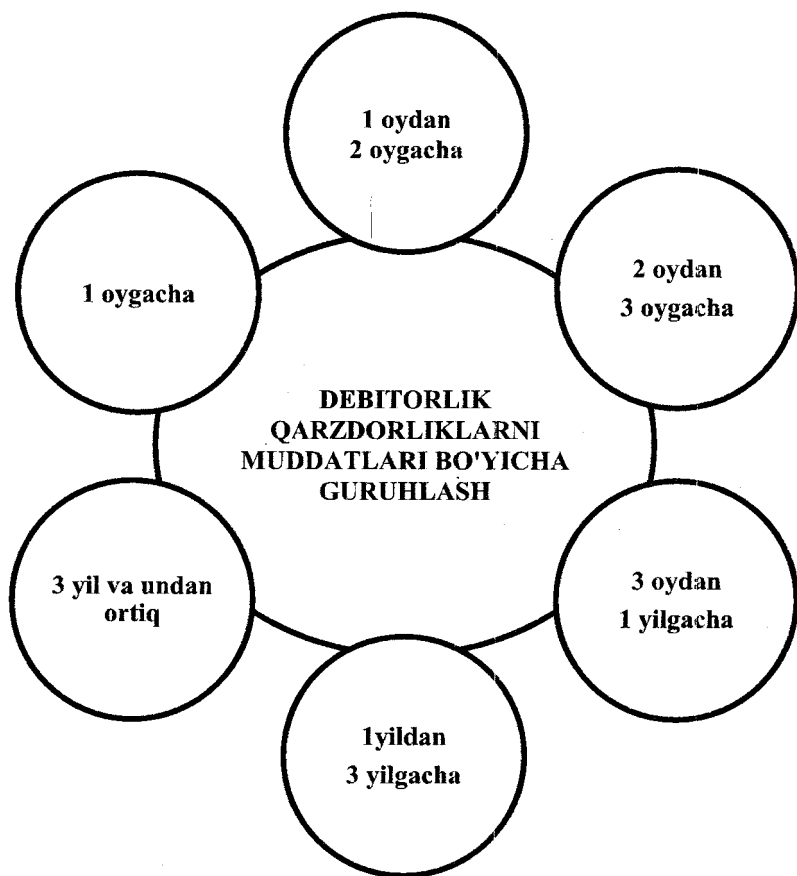 1 oydan
2 oygacha
1 oygacha
2 oydan
3 oygacha
DEBITORLIK
QARZDORLIKLARNI
MUDDATLARI BO'YICHA
GURUHLASH
3 yil va undan
ortiq
3 oydan
1 yilgacha
1yildan
3 yilgacha